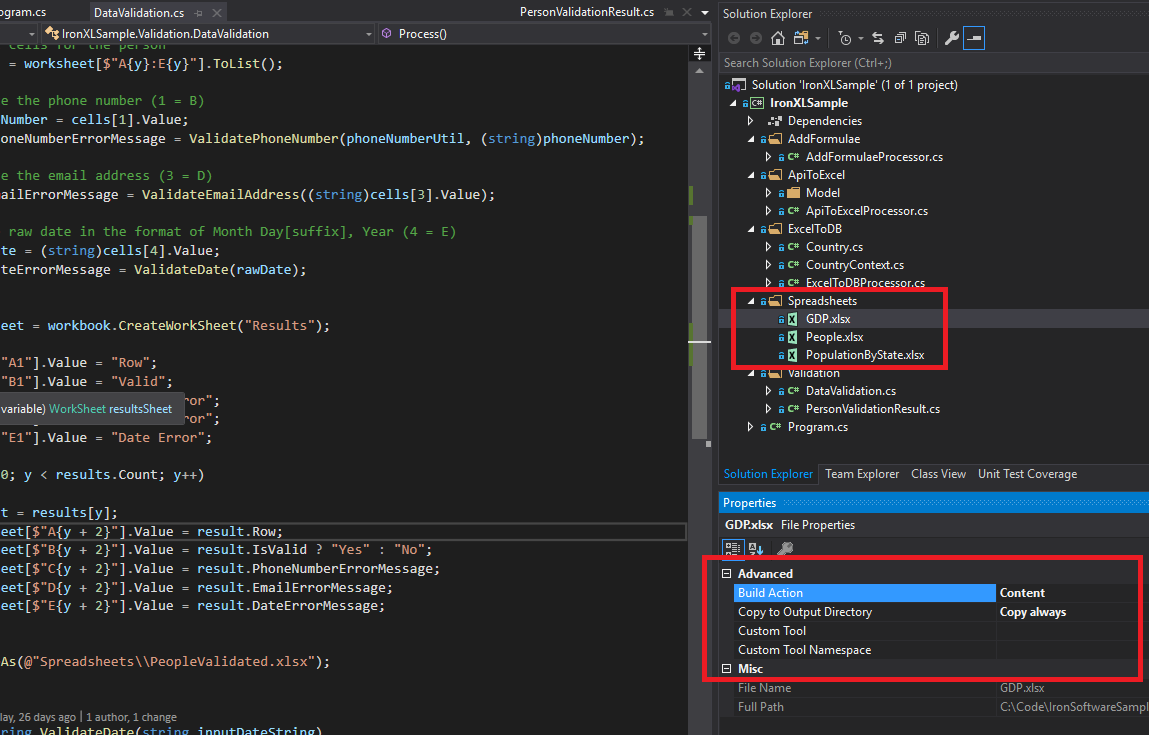 ogram.cs
DataValidation.cs
PersonValidationResult.cs
IronXLSample.Validation.DataValidation
Process()
cells for the person
= worksheet[$"A{y}:E{y}"].ToList();
e the phone number (1 = B)
Number = cells[1].Value;
honeNumberErrorMessage = ValidatePhoneNumber(phoneNumberUtil, (string)phoneNumber);
e the email address (3 = D)
ailErrorMessage = ValidateEmailAddress((string)cells[3].Value);
raw date in the format of Month Day[suffix], Year (4 = E)
te = (string)cells[4].Value;
teErrorMessage = ValidateDate(rawDate);
eet = workbook.CreateWorkSheet("Results");
"A1"].Value = "Row";
"B1"].Value = "Valid";
ror";
variable) WorkSheet resultsSheet
ror";
"E1"].Value = "Date Error";
0; y < results.Count; y++)
t = results[y];
eet[$"A{y + 2}"].Value = result.Row;
eet[$"B{y + 2}"].Value = result.IsValid ? "Yes" : "No";
eet[$"C{y + 2}"].Value = result.PhoneNumberErrorMessage;
eet[$"D{y + 2}"].Value = result.EmailErrorMessage;
eet[$"E{y + 2}"].Value = result.DateErrorMessage;
As(@"Spreadsheets\\PeopleValidated.xlsx");
lay, 26 days ago | 1 author, 1 change
ring ValidateDate(string inputDateString)
Solution Explorer
Search Solution Explorer (Ctrl+;)
Solution 'IronXLSample' (1 of 1 project)
C# IronXLSample
Dependencies
AddFormulae
C# AddFormulaeProcessor.cs
ApiToExcel
Model
C# ApiToExcelProcessor.cs
ExcelToDB
C# Country.cs
C# CountryContext.cs
C# ExcelToDBProcessor.cs
Spreadsheets
GDP.xlsx
People.xlsx
PopulationByState.xlsx
Validation
C# DataValidation.cs
C# PersonValidationResult.cs
C# Program.cs
Solution Explorer Team Explorer Class View Unit Test Coverage
Properties
GDP.xlsx File Properties
Advanced
Build Action Content
Copy to Output Directory Copy always
Custom Tool
Custom Tool Namespace
Misc
File Name GDP.xlsx
Full Path C:\Code\IronSoftwareSampl